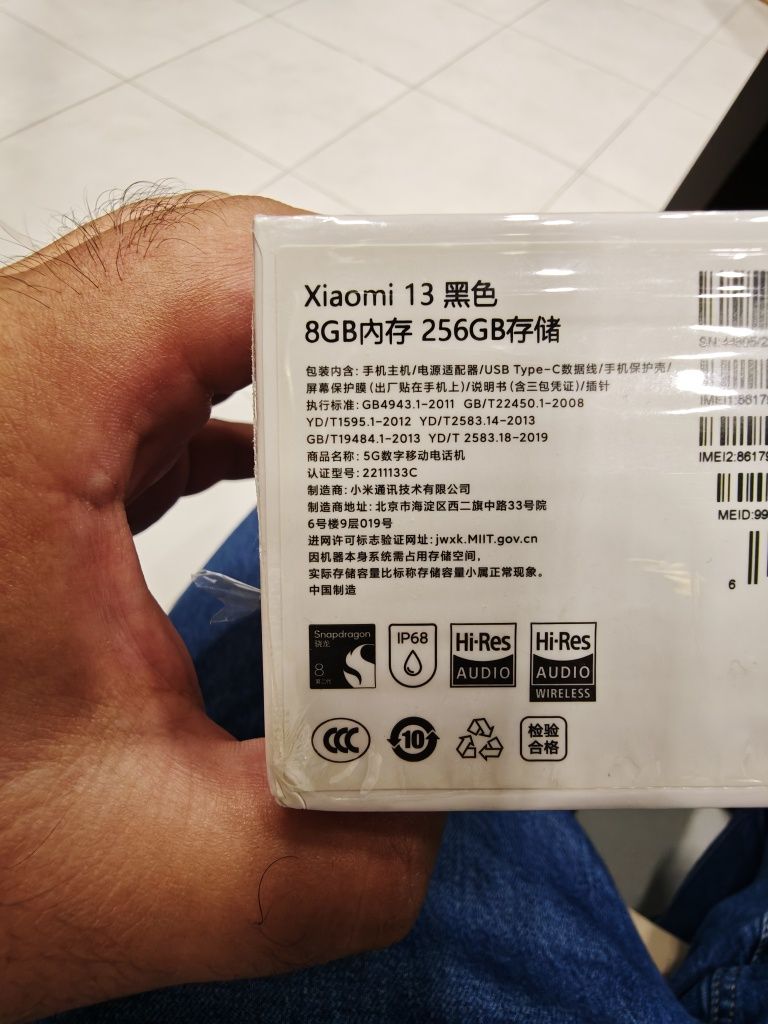 Xiaomi 13 黑色
8GB内存 256GB存储
包装内含: 手机主机/电源适配器/USB Type-C数据线/手机保护壳/
屏幕保护膜(出厂贴在手机上)/说明书(含三包凭证)/插针
执行标准: GB4943.1-2011 GB/T22450.1-2008
YD/T1595.1-2012 YD/T2583.14-2013
GB/T19484.1-2013 YD/T 2583.18-2019
商品名称: 5G数字移动电话机
认证型号: 2211133C
制造商: 小米通讯技术有限公司
制造商地址: 北京市海淀区西二旗中路33号院
6号楼9层019号
进网许可标志验证网址: jwxk.MIIT.gov.cn
因机器本身系统需占用存储空间,
实际存储容量比标称存储容量小属正常现象。
中国制造
SN:
IMEI1:8617
IMEI2:8617
MEID:99
6
Snapdragon
骁龙
8
第二代
IP68
Hi-Res
AUDIO
Hi-Res
AUDIO
WIRELESS
CCC
10
检验
合格